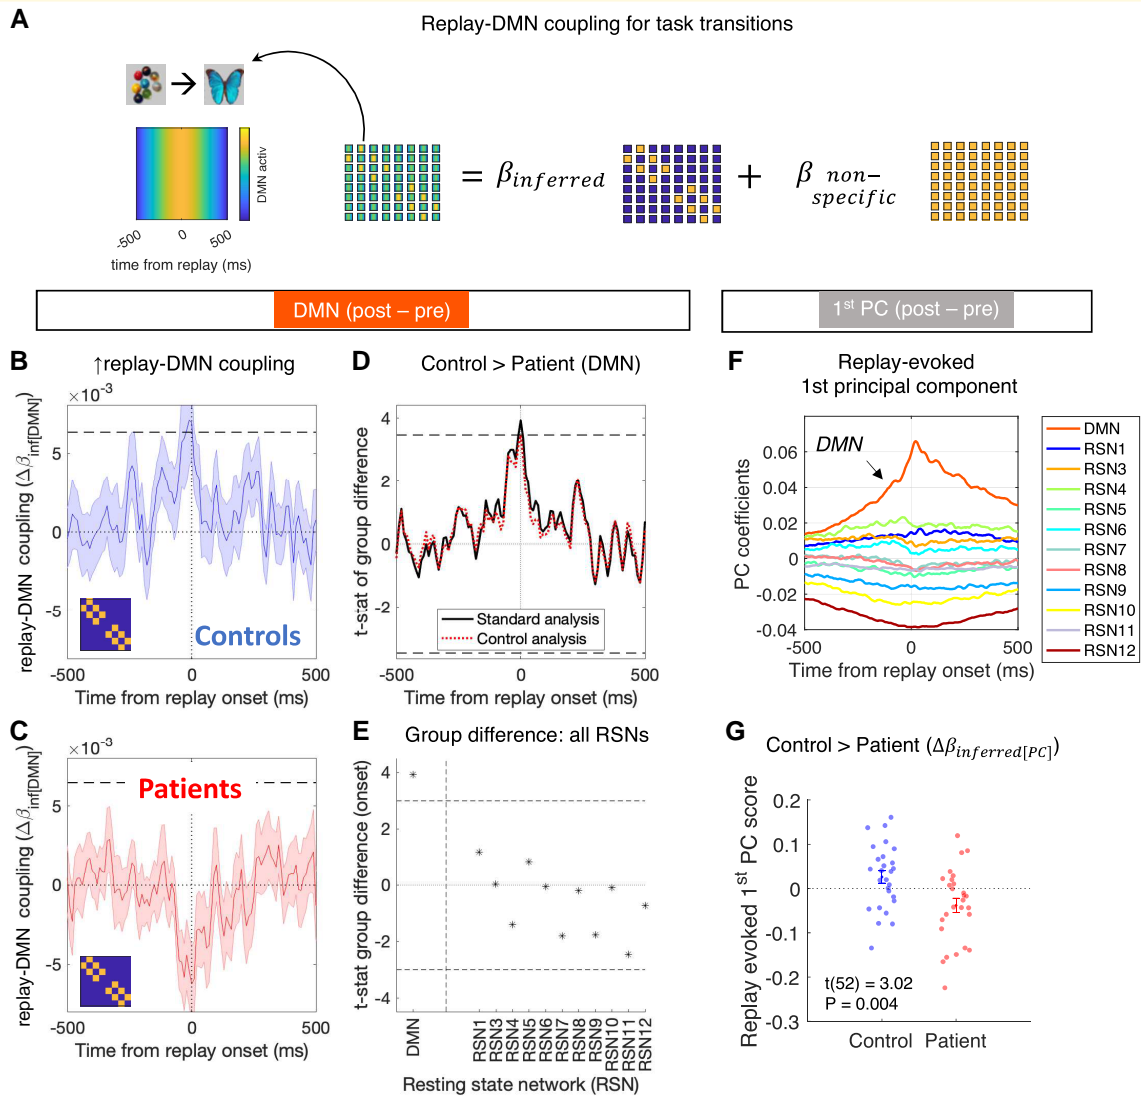 A
Replay-DMN coupling for task transitions
DMN activ
= βinferred + β non-specific
-500 0 500
time from replay (ms)
DMN (post – pre)
1st PC (post – pre)
B
↑replay-DMN coupling
×10⁻³
replay-DMN coupling (Δβinf[DMN])
5
0
-5
Controls
-500 0 500
Time from replay onset (ms)
C
×10⁻³
replay-DMN coupling (Δβinf[DMN])
Patients
5
0
-5
-500 0 500
Time from replay onset (ms)
D
Control > Patient (DMN)
t-stat of group difference
4
2
0
-2
Standard analysis
Control analysis
-500 0 500
Time from replay onset (ms)
E
Group difference: all RSNs
t-stat group difference (onset)
4
2
0
-2
-4
DMN
RSN1
RSN3
RSN4
RSN5
RSN6
RSN7
RSN8
RSN9
RSN10
RSN11
RSN12
Resting state network (RSN)
F
Replay-evoked
1st principal component
PC coefficients
0.06
0.04
0.02
0
-0.02
-0.04
DMN
-500 0 500
Time from replay onset (ms)
DMN
RSN1
RSN3
RSN4
RSN5
RSN6
RSN7
RSN8
RSN9
RSN10
RSN11
RSN12
G
Control > Patient (Δβinferred[PC])
Replay evoked 1st PC score
0.2
0.1
0
-0.1
-0.2
-0.3
t(52) = 3.02
P = 0.004
Control Patient